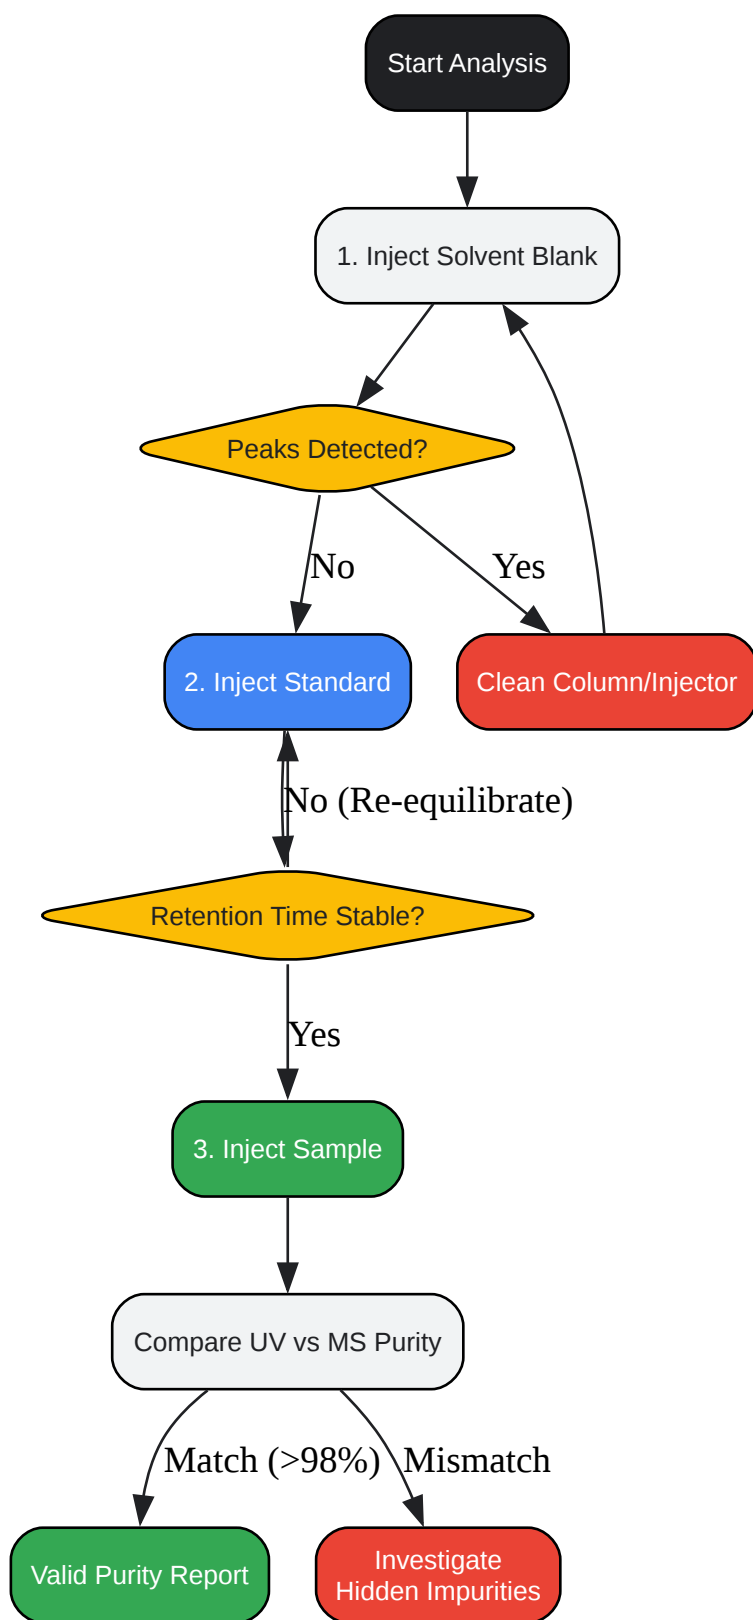 Start Analysis
1. Inject Solvent Blank
Peaks Detected?
No
Yes
2. Inject Standard
Clean Column/Injector
No (Re-equilibrate)
Retention Time Stable?
Yes
3. Inject Sample
Compare UV vs MS Purity
Match (>98%)
Mismatch
Valid Purity Report
Investigate
Hidden Impurities